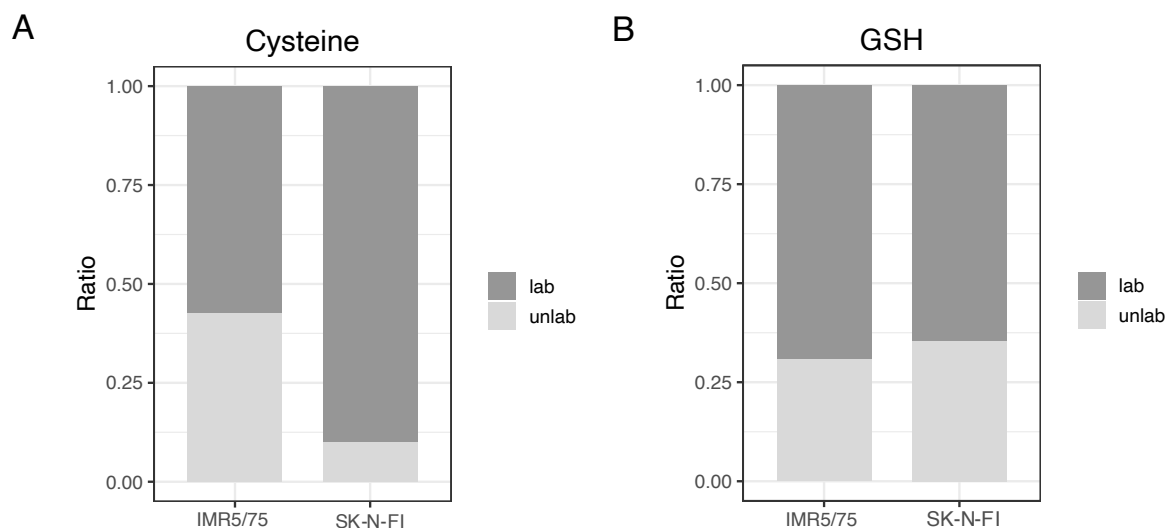 A
Cysteine
1.00
0.75
0.50
0.25
0.00
Ratio
IMR5/75 SK-N-FI
lab
unlab
B
GSH
1.00
0.75
0.50
0.25
0.00
Ratio
IMR5/75 SK-N-FI
lab
unlab